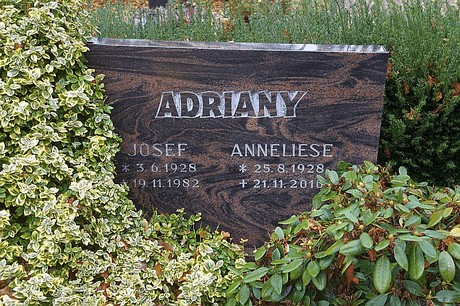 ADRIANY
JOSEF ANNELIESE
* 3.6.1928 * 25.8.1928
+ 19.11.1982 + 21.11.2016